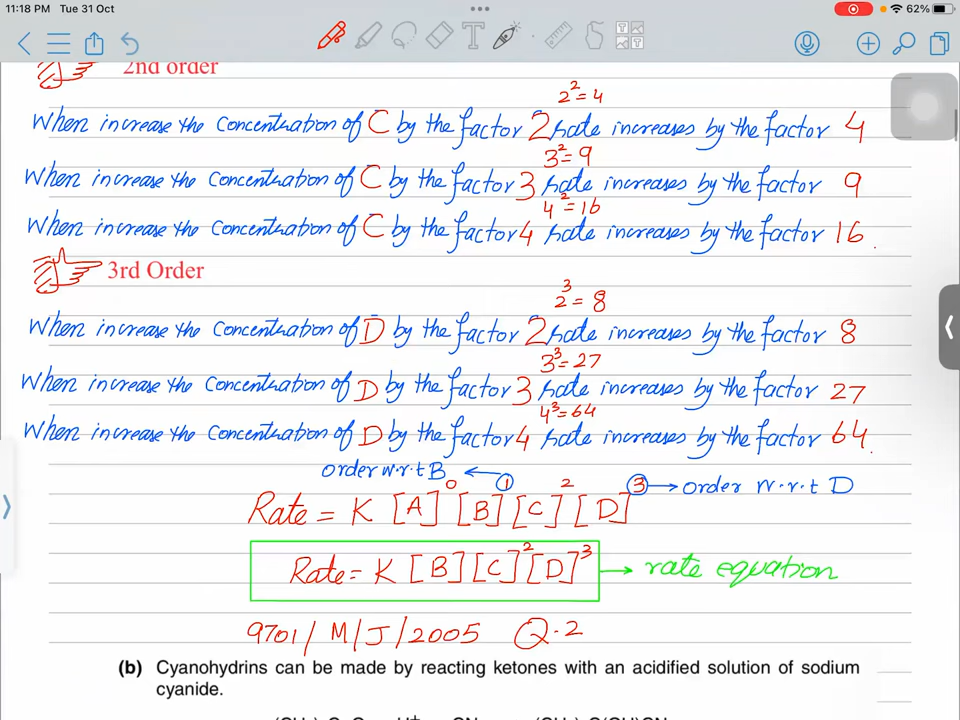 11:18 PM Tue 31 Oct
62%
2nd order
2² = 4
When increase the concentration of C by the factor 2 rate increases by the factor 4
3² = 9
When increase the concentration of C by the factor 3 rate increases by the factor 9
4² = 16
When increase the concentration of C by the factor 4 rate increases by the factor 16.
3rd Order
2³ = 8
When increase the concentration of D by the factor 2 rate increases by the factor 8
3³ = 27
When increase the concentration of D by the factor 3 rate increases by the factor 27
4³ = 64
When increase the concentration of D by the factor 4 rate increases by the factor 64.
order w.r.t B ← ① ③ → order w.r.t D
Rate = K [A]⁰ [B] [C]² [D]
Rate = K [B] [C]² [D]³ → rate equation
9701/ M/J/2005 Q.2
(b) Cyanohydrins can be made by reacting ketones with an acidified solution of sodium
cyanide.